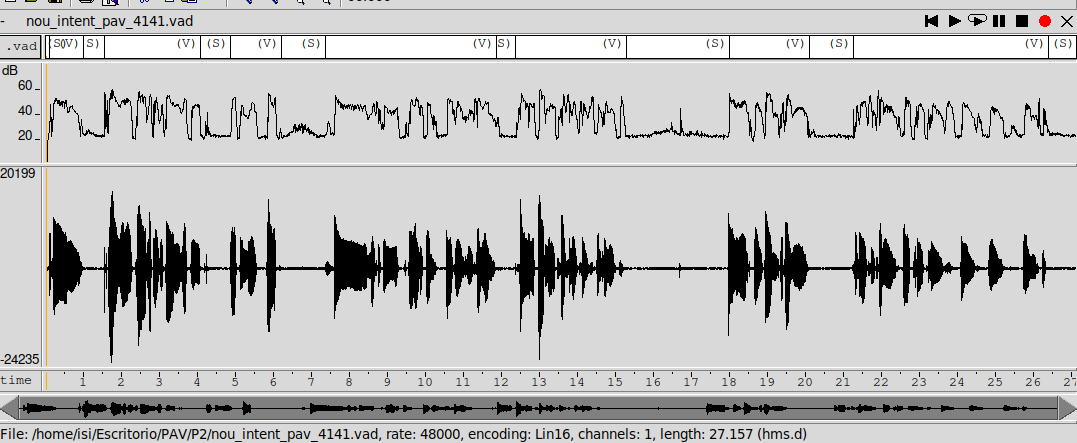 - nou_intent_pav_4141.vad
.vad (S)(V) (S) (V) (S) (V) (S) (V) (S) (V) (S) (V) (S) (V) (S)
dB
60
40
20
20199
-24235
time 1 2 3 4 5 6 7 8 9 10 11 12 13 14 15 16 17 18 19 20 21 22 23 24 25 26 27
File: /home/isi/Escritorio/PAV/P2/nou_intent_pav_4141.vad, rate: 48000, encoding: Lin16, channels: 1, length: 27.157 (hms.d)